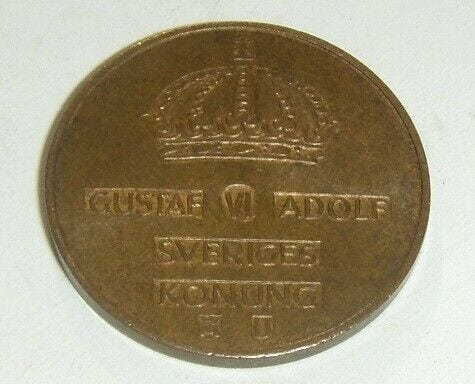 GUSTAF VI ADOLF
SVERIGES
KONUNG